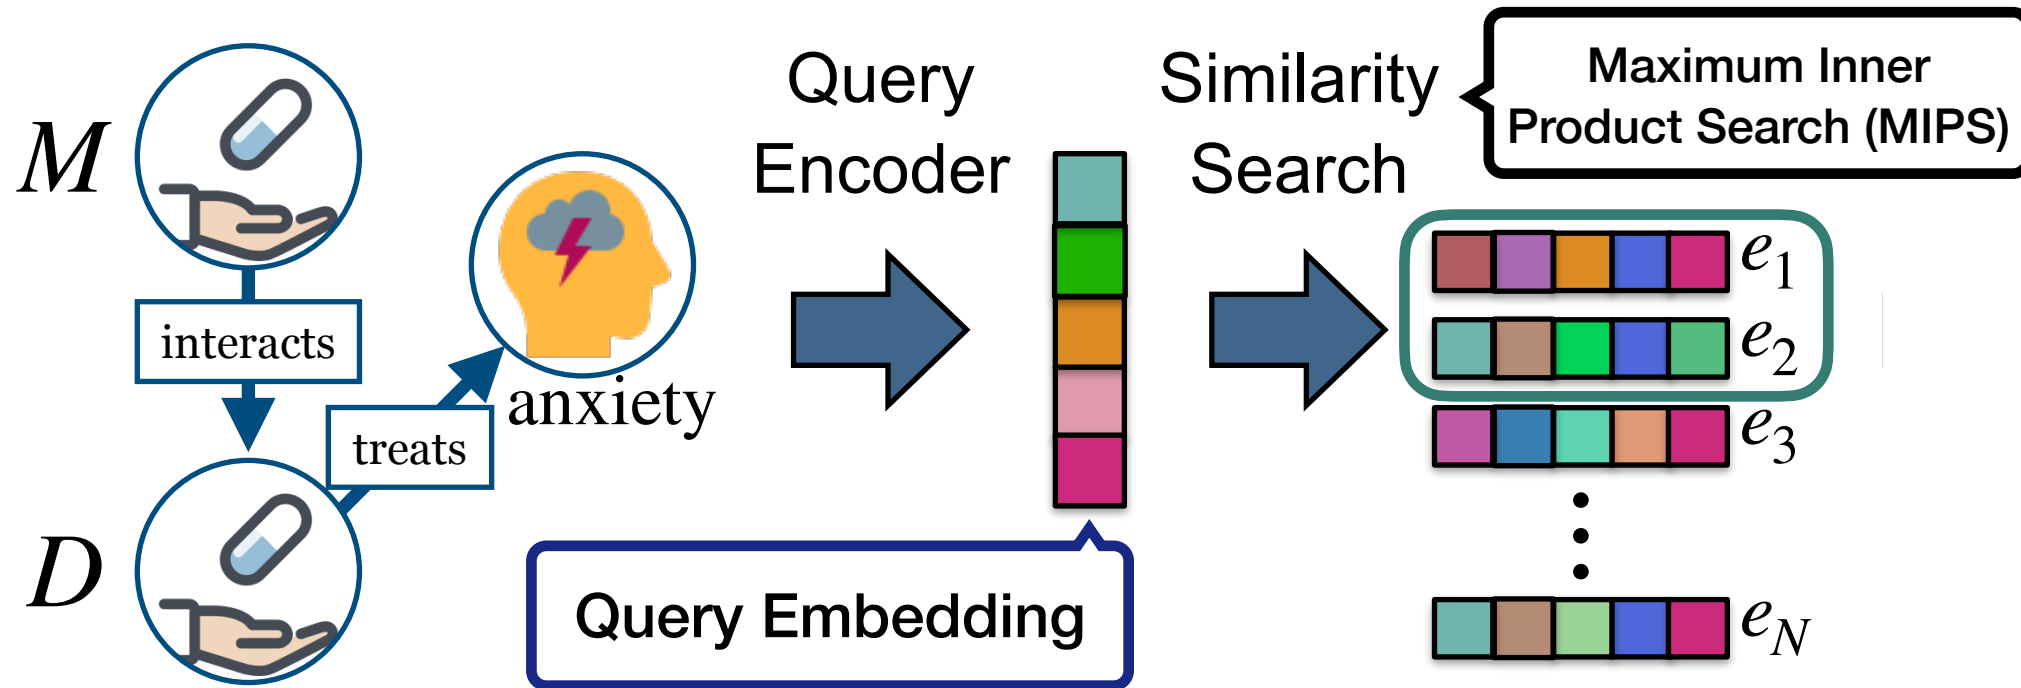 M
interacts
D
treats
anxiety
Query
Encoder
Query Embedding
Similarity
Search
Maximum Inner
Product Search (MIPS)
e1
e2
e3
eN